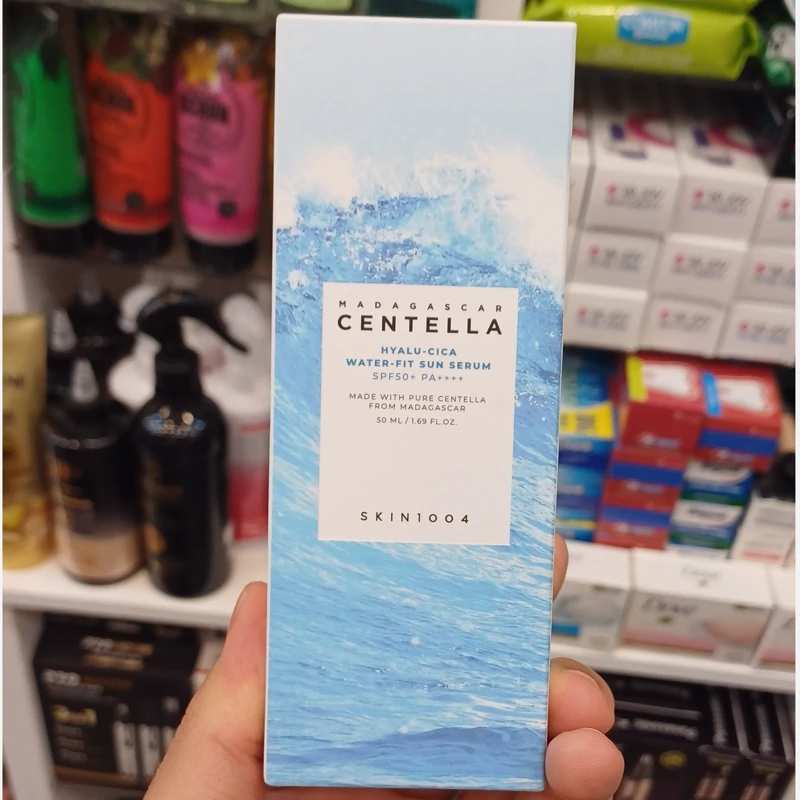 MADAGASCAR
CENTELLA
HYALU-CICA
WATER-FIT SUN SERUM
SPF50+ PA++++
MADE WITH PURE CENTELLA
FROM MADAGASCAR
50 ML / 1.69 FL.OZ.
SKIN1004
Dove